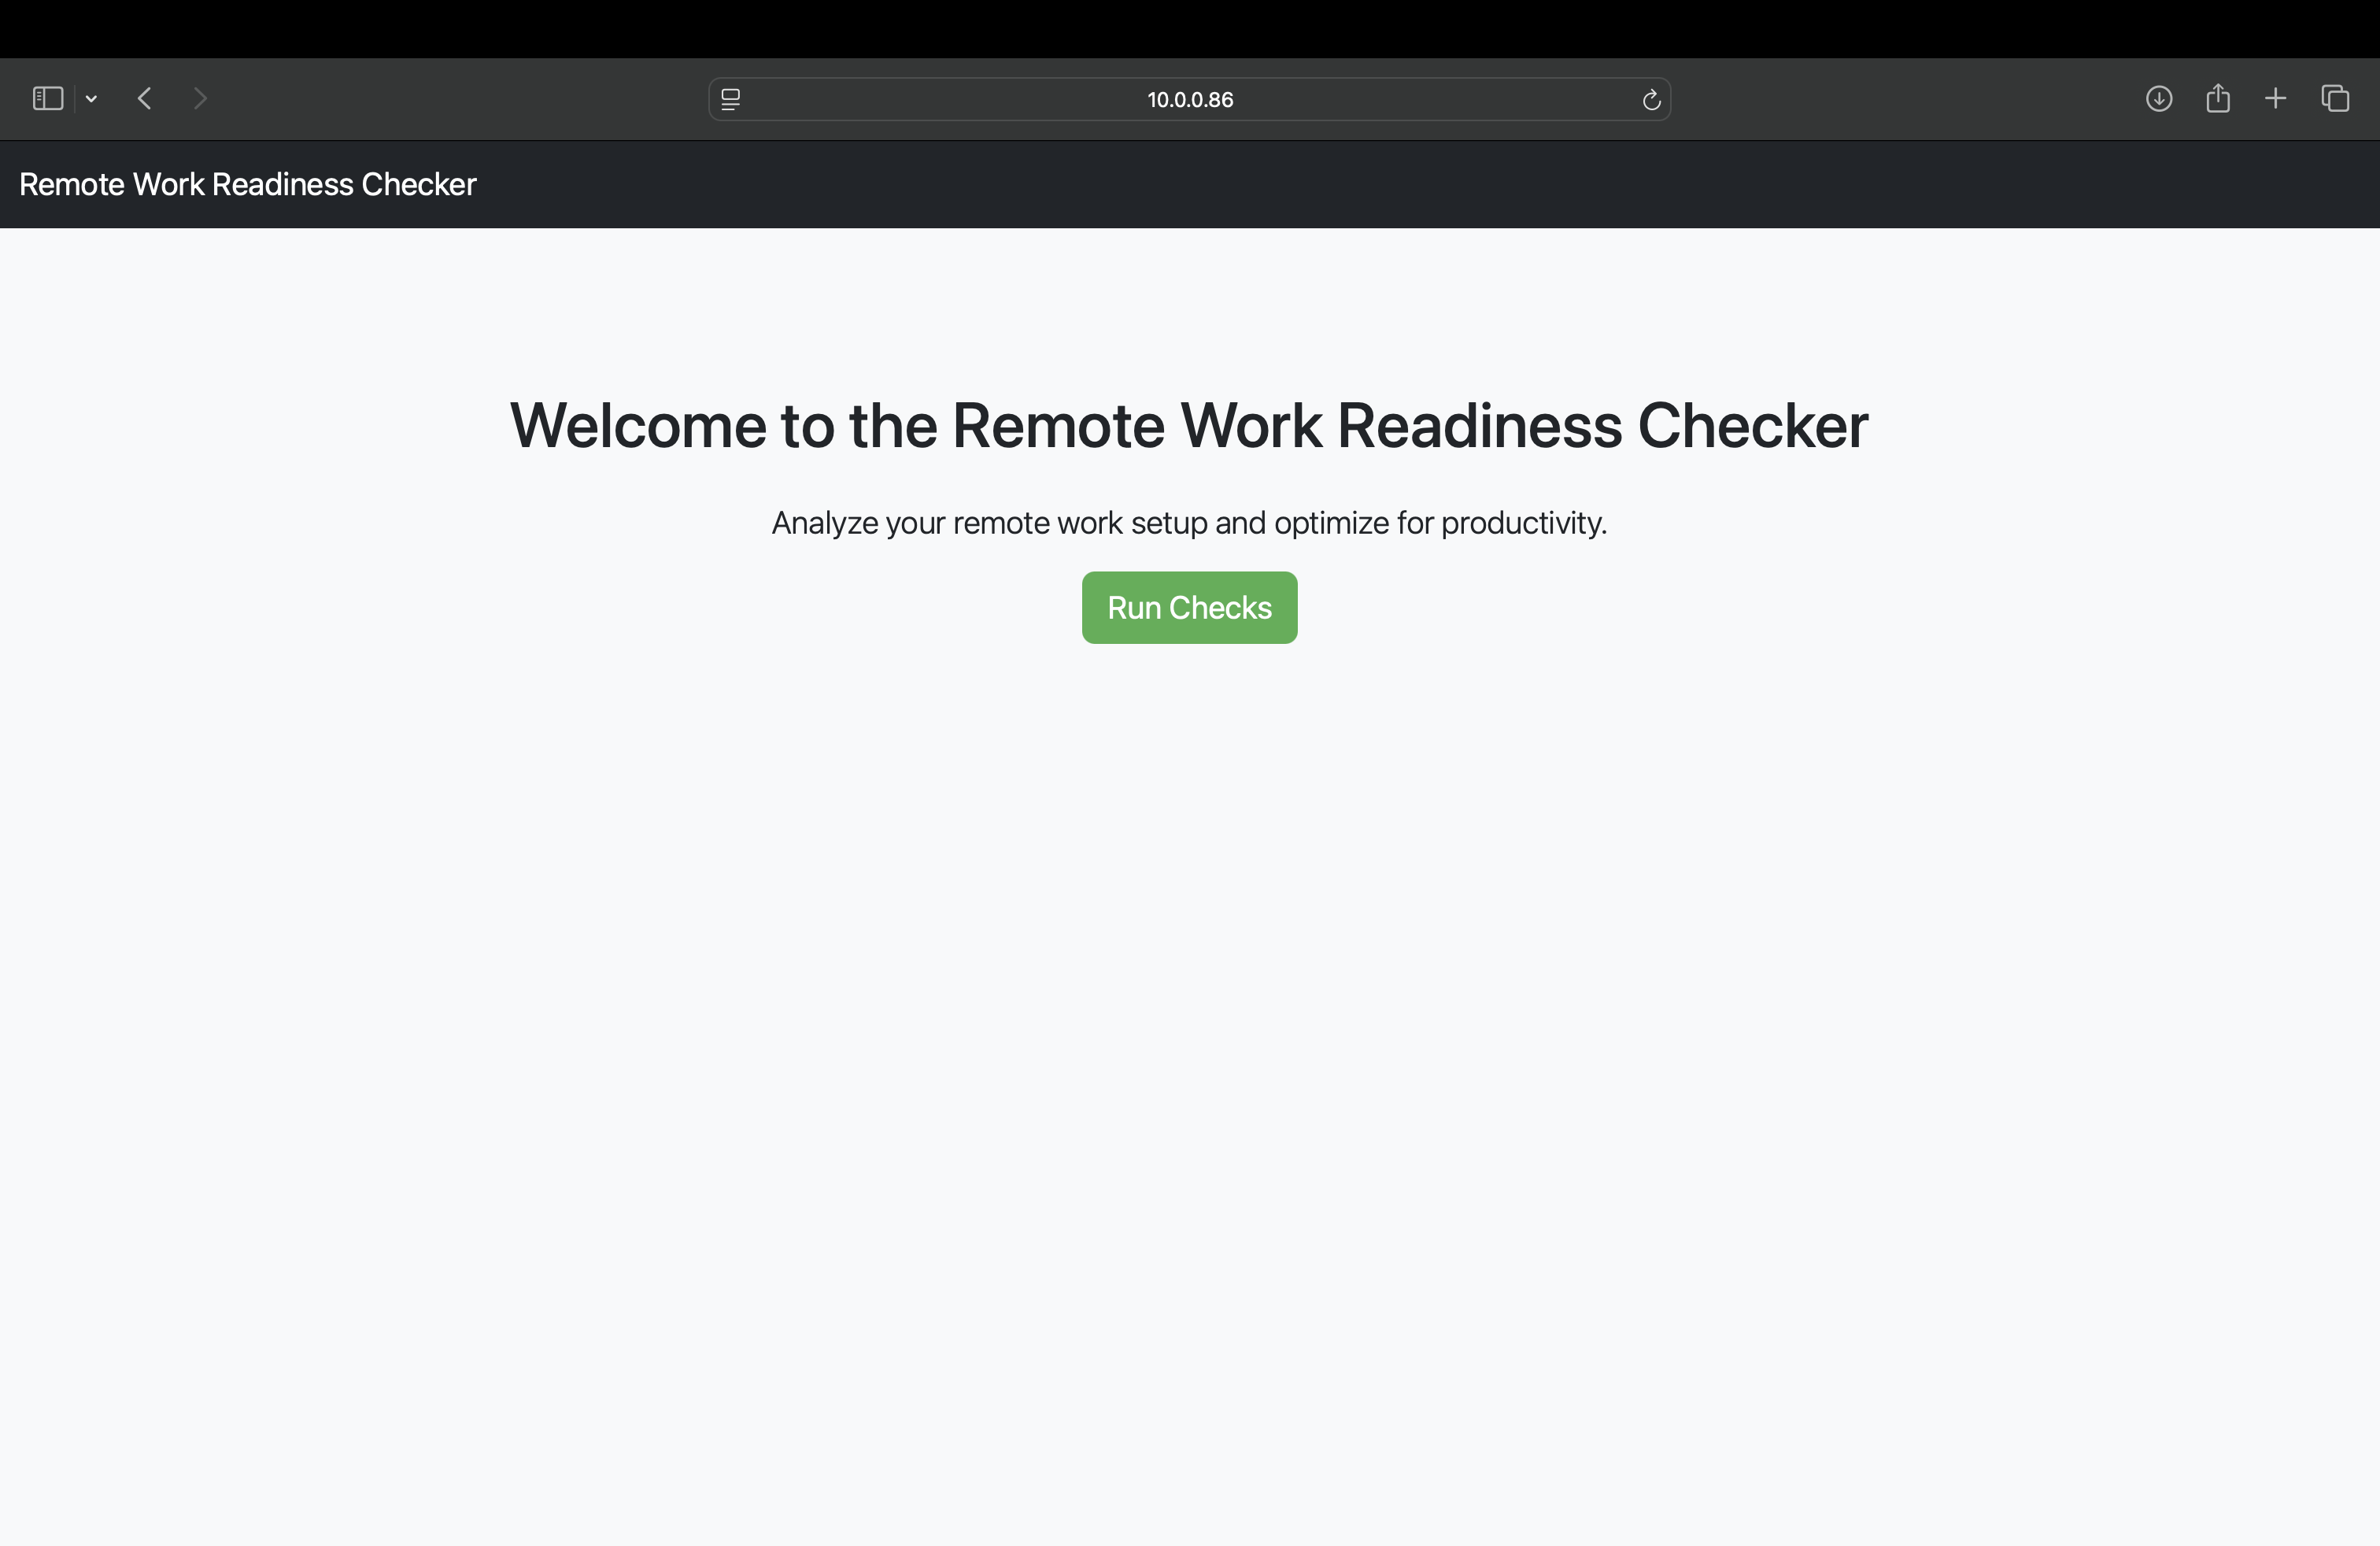 10.0.0.86
Remote Work Readiness Checker
Welcome to the Remote Work Readiness Checker
Analyze your remote work setup and optimize for productivity.
Run Checks